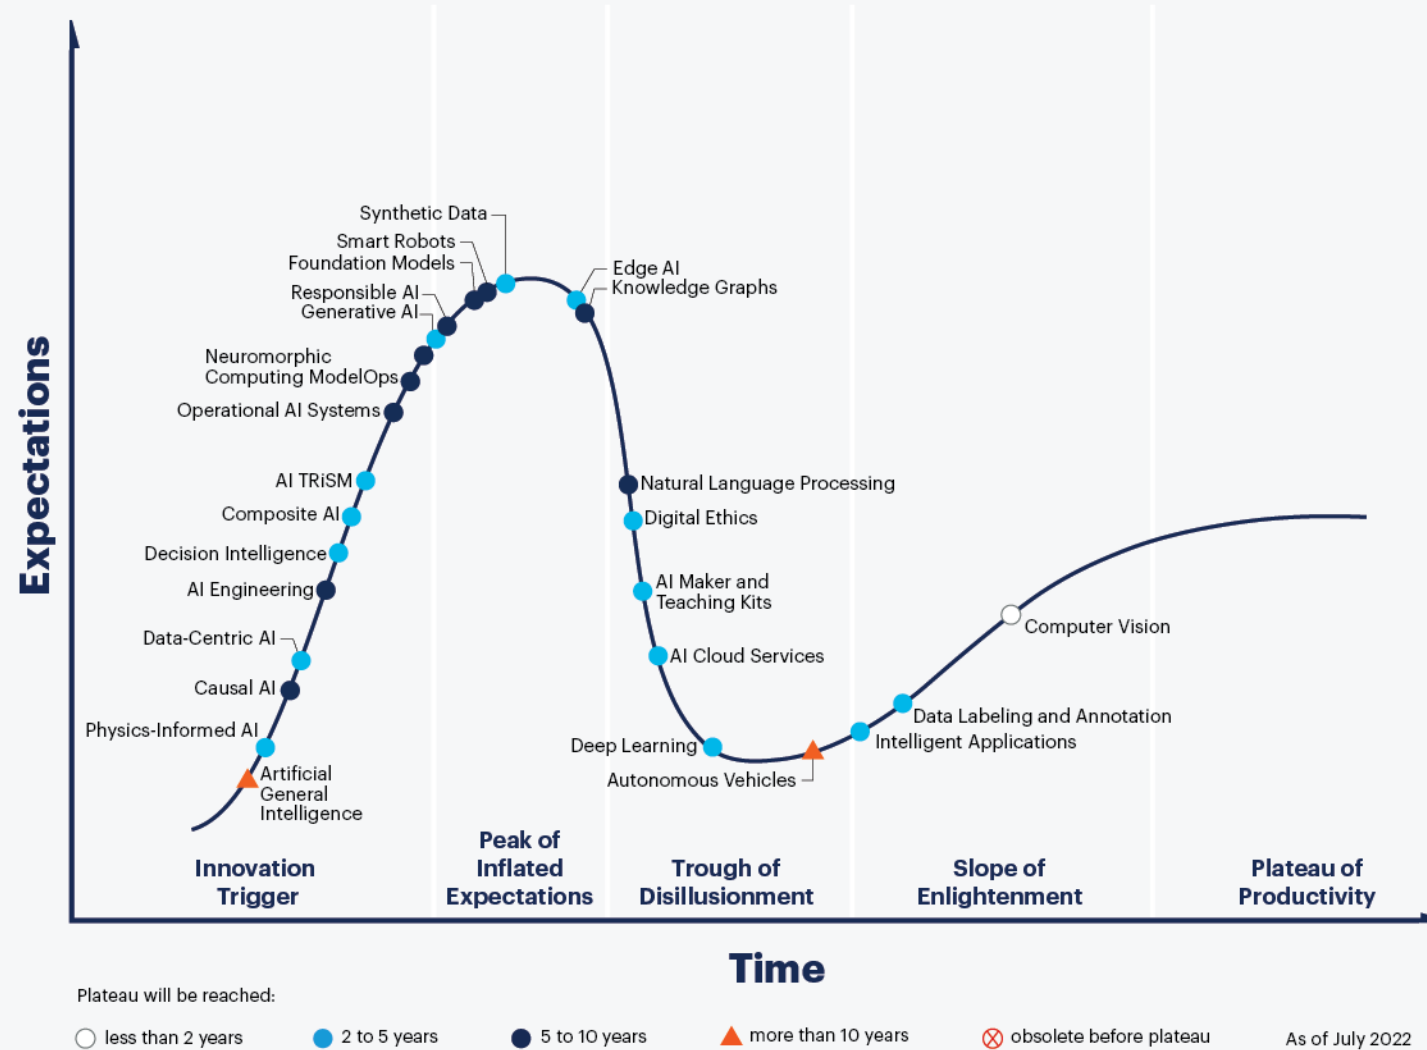 Synthetic Data
Smart Robots
Foundation Models
Responsible AI
Generative AI
Neuromorphic
Computing ModelOps
Operational AI Systems
AI TRiSM
Composite AI
Decision Intelligence
AI Engineering
Data-Centric AI
Causal AI
Physics-Informed AI
Artificial
General
Intelligence
Edge AI
Knowledge Graphs
Natural Language Processing
Digital Ethics
AI Maker and
Teaching Kits
AI Cloud Services
Deep Learning
Autonomous Vehicles
Computer Vision
Data Labeling and Annotation
Intelligent Applications
Expectations
Innovation
Trigger
Peak of
Inflated
Expectations
Trough of
Disillusionment
Slope of
Enlightenment
Plateau of
Productivity
Time
Plateau will be reached:
less than 2 years
2 to 5 years
5 to 10 years
more than 10 years
obsolete before plateau
As of July 2022